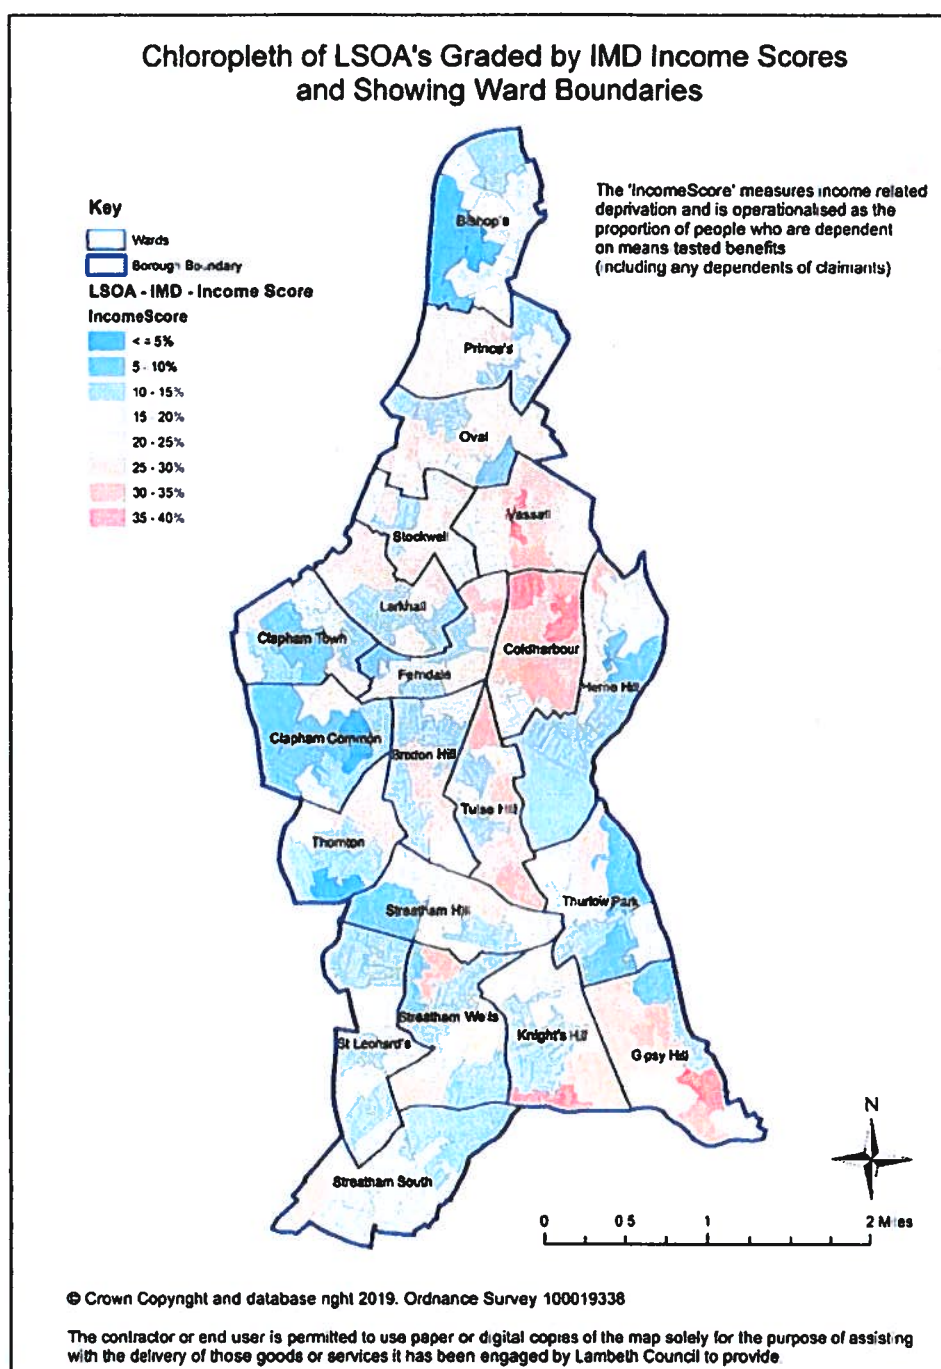 Chloropleth of LSOA's Graded by IMD Income Scores
and Showing Ward Boundaries
The 'IncomeScore' measures income related
deprivation and is operationalised as the
proportion of people who are dependent
on means tested benefits
(including any dependents of claimants)
Key
Wards
Borough Boundary
LSOA - IMD - Income Score
IncomeScore
< = 5%
5 - 10%
10 - 15%
15 20%
20 - 25%
25 - 30%
30 - 35%
35 - 40%
Bishop's
Prince's
Oval
Vassall
Stockwell
Larkhall
Clapham Town
Coldharbour
Ferndale
Herne Hill
Clapham Common
Brixton Hill
Tulse Hill
Thornton
Thurlow Park
Streatham Hill
Streatham Wells
Knight's Hill
St Leonard's
Gipsy Hill
Streatham South
N
0 0 5 1 2 Miles
© Crown Copyright and database right 2019. Ordnance Survey 100019338
The contractor or end user is permitted to use paper or digital copies of the map solely for the purpose of assisting
with the delivery of those goods or services it has been engaged by Lambeth Council to provide